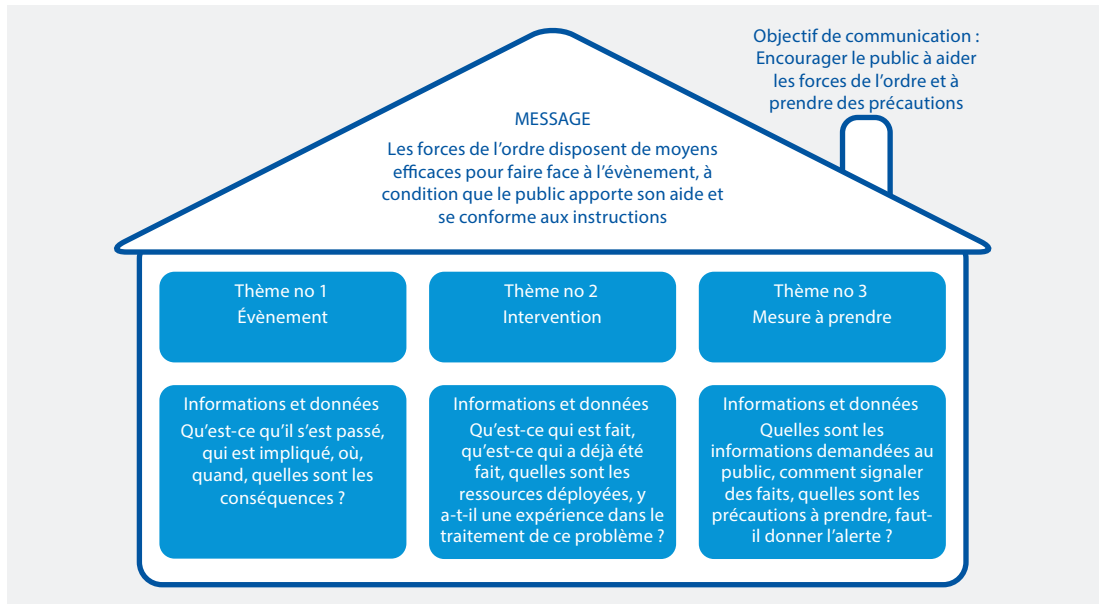 Objectif de communication :
Encourager le public à aider
les forces de l'ordre et à
prendre des précautions
MESSAGE
Les forces de l'ordre disposent de moyens
efficaces pour faire face à l'évènement, à
condition que le public apporte son aide et
se conforme aux instructions
Thème no 1
Évènement
Thème no 2
Intervention
Thème no 3
Mesure à prendre
Informations et données
Qu'est-ce qu'il s'est passé,
qui est impliqué, où,
quand, quelles sont les
conséquences ?
Informations et données
Qu'est-ce qui est fait,
qu'est-ce qui a déjà été
fait, quelles sont les
ressources déployées, y
a-t-il une expérience dans le
traitement de ce problème ?
Informations et données
Quelles sont les
informations demandées au
public, comment signaler
des faits, quelles sont les
précautions à prendre, faut-
il donner l'alerte ?